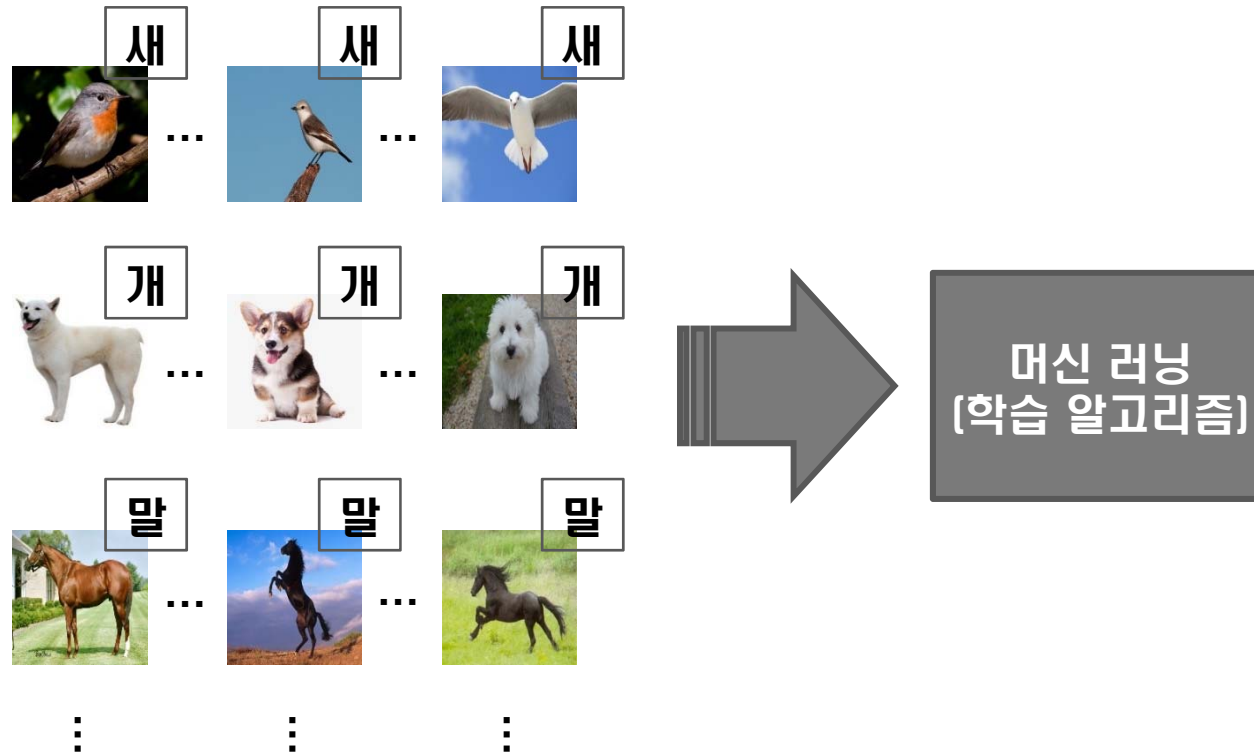 새 새 새
... ...
개 개 개
... ...
말 말 말
... ...
⋮ ⋮ ⋮
머신 러닝
(학습 알고리즘)